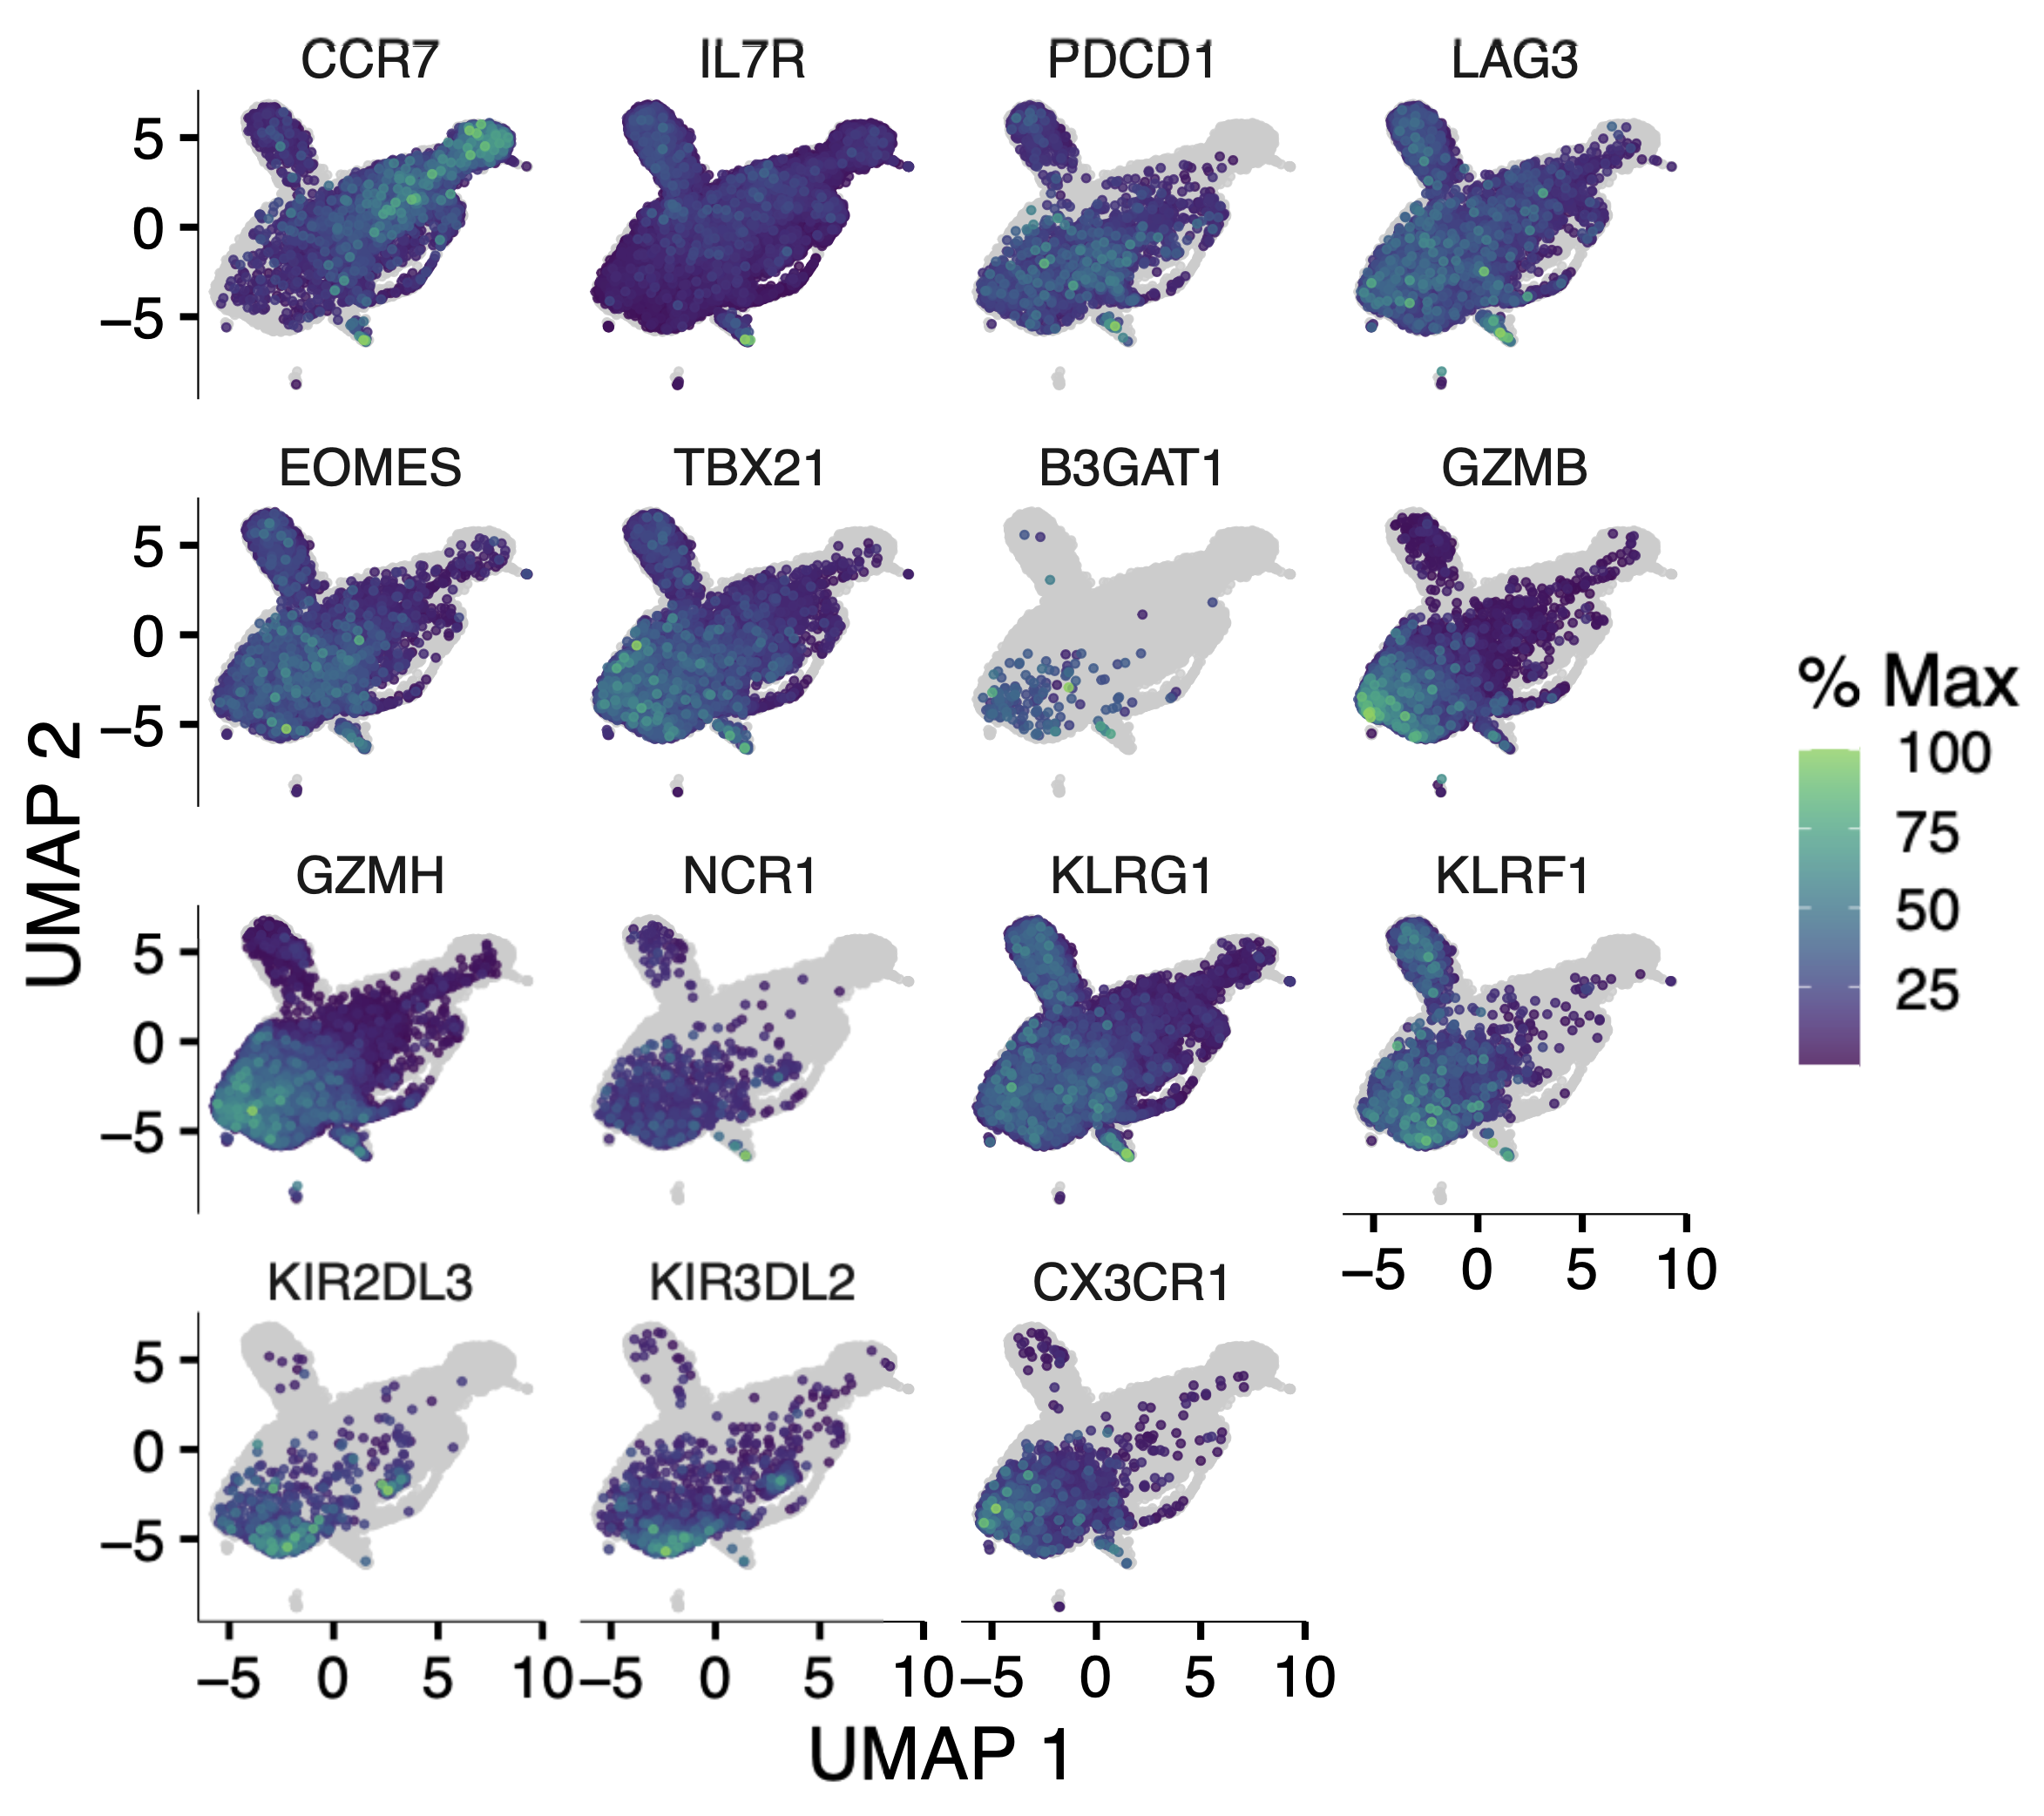 CCR7 IL7R PDCD1 LAG3
5
0
−5
EOMES TBX21 B3GAT1 GZMB
5
0
−5
% Max
100
75
50
25
UMAP 2
GZMH NCR1 KLRG1 KLRF1
5
0
−5
−5 0 5 10
KIR2DL3 KIR3DL2 CX3CR1
5
0
−5
−5 0 5 10 −5 0 5 10 −5 0 5 10
UMAP 1